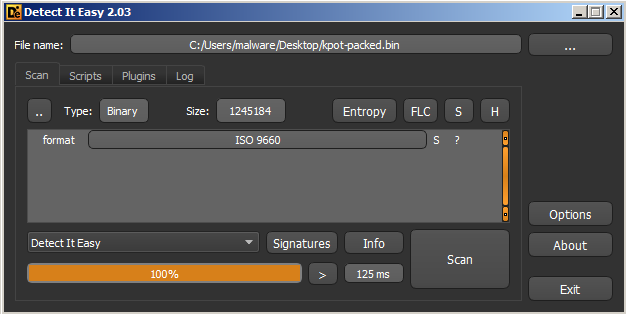 Detect It Easy 2.03
File name: C:/Users/malware/Desktop/kpot-packed.bin ...
Scan Scripts Plugins Log
.. Type: Binary Size: 1245184 Entropy FLC S H
format ISO 9660 S ?
Options
Detect It Easy Signatures Info Scan About
100% > 125 ms
Exit